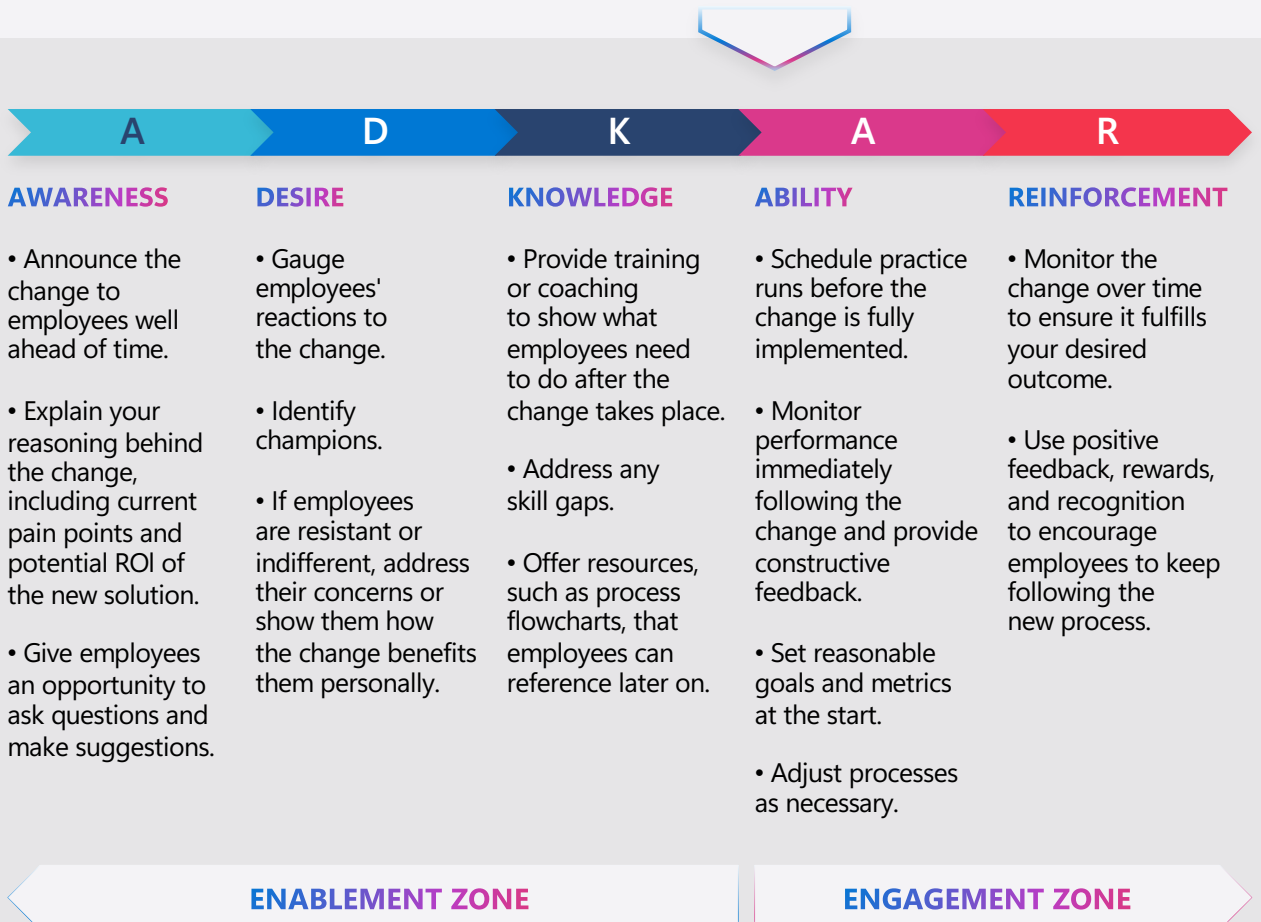 A
D
K
A
R
AWARENESS
• Announce the
change to
employees well
ahead of time.
• Explain your
reasoning behind
the change,
including current
pain points and
potential ROI of
the new solution.
• Give employees
an opportunity to
ask questions and
make suggestions.
DESIRE
• Gauge
employees'
reactions to
the change.
• Identify
champions.
• If employees
are resistant or
indifferent, address
their concerns or
show them how
the change benefits
them personally.
KNOWLEDGE
• Provide training
or coaching
to show what
employees need
to do after the
change takes place.
• Address any
skill gaps.
• Offer resources,
such as process
flowcharts, that
employees can
reference later on.
ABILITY
• Schedule practice
runs before the
change is fully
implemented.
• Monitor
performance
immediately
following the
change and provide
constructive
feedback.
• Set reasonable
goals and metrics
at the start.
• Adjust processes
as necessary.
REINFORCEMENT
• Monitor the
change over time
to ensure it fulfills
your desired
outcome.
• Use positive
feedback, rewards,
and recognition
to encourage
employees to keep
following the
new process.
ENABLEMENT ZONE
ENGAGEMENT ZONE